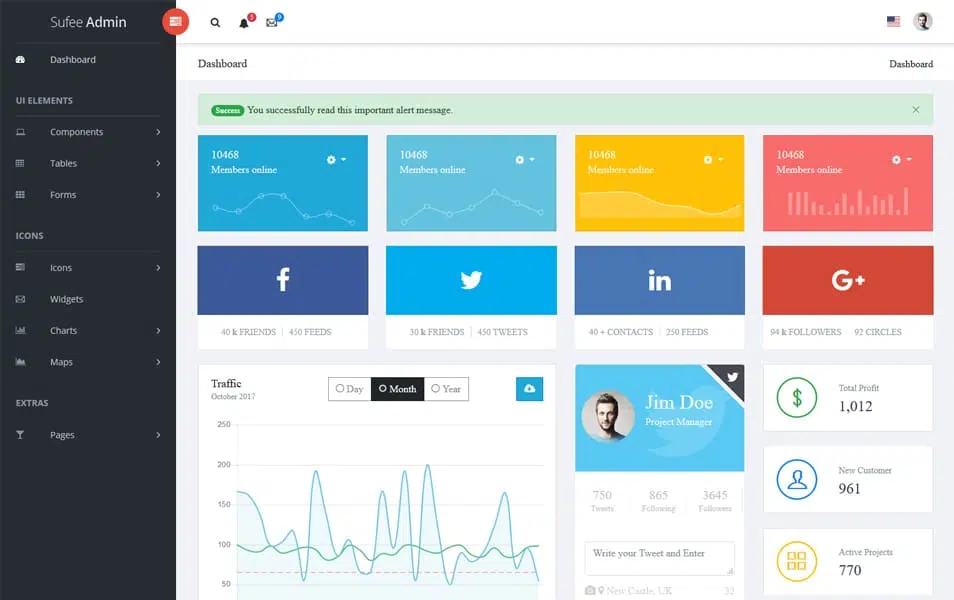 Sufee Admin
3
9
Dashboard
UI ELEMENTS
Components
Tables
Forms
ICONS
Icons
Widgets
Charts
Maps
EXTRAS
Pages
Dashboard
Dashboard
Success You successfully read this important alert message.
×
10468
Members online
10468
Members online
10468
Members online
10468
Members online
f
in
G+
40 k FRIENDS 450 FEEDS
30 k FRIENDS 450 TWEETS
40 + CONTACTS 250 FEEDS
94 k FOLLOWERS 92 CIRCLES
Traffic
October 2017
Day Month Year
250
200
150
100
50
Jim Doe
Project Manager
750 865 3645
Tweets Following Followers
Write your Tweet and Enter
New Castle, UK 32
$
Total Profit
1,012
New Customer
961
Active Projects
770